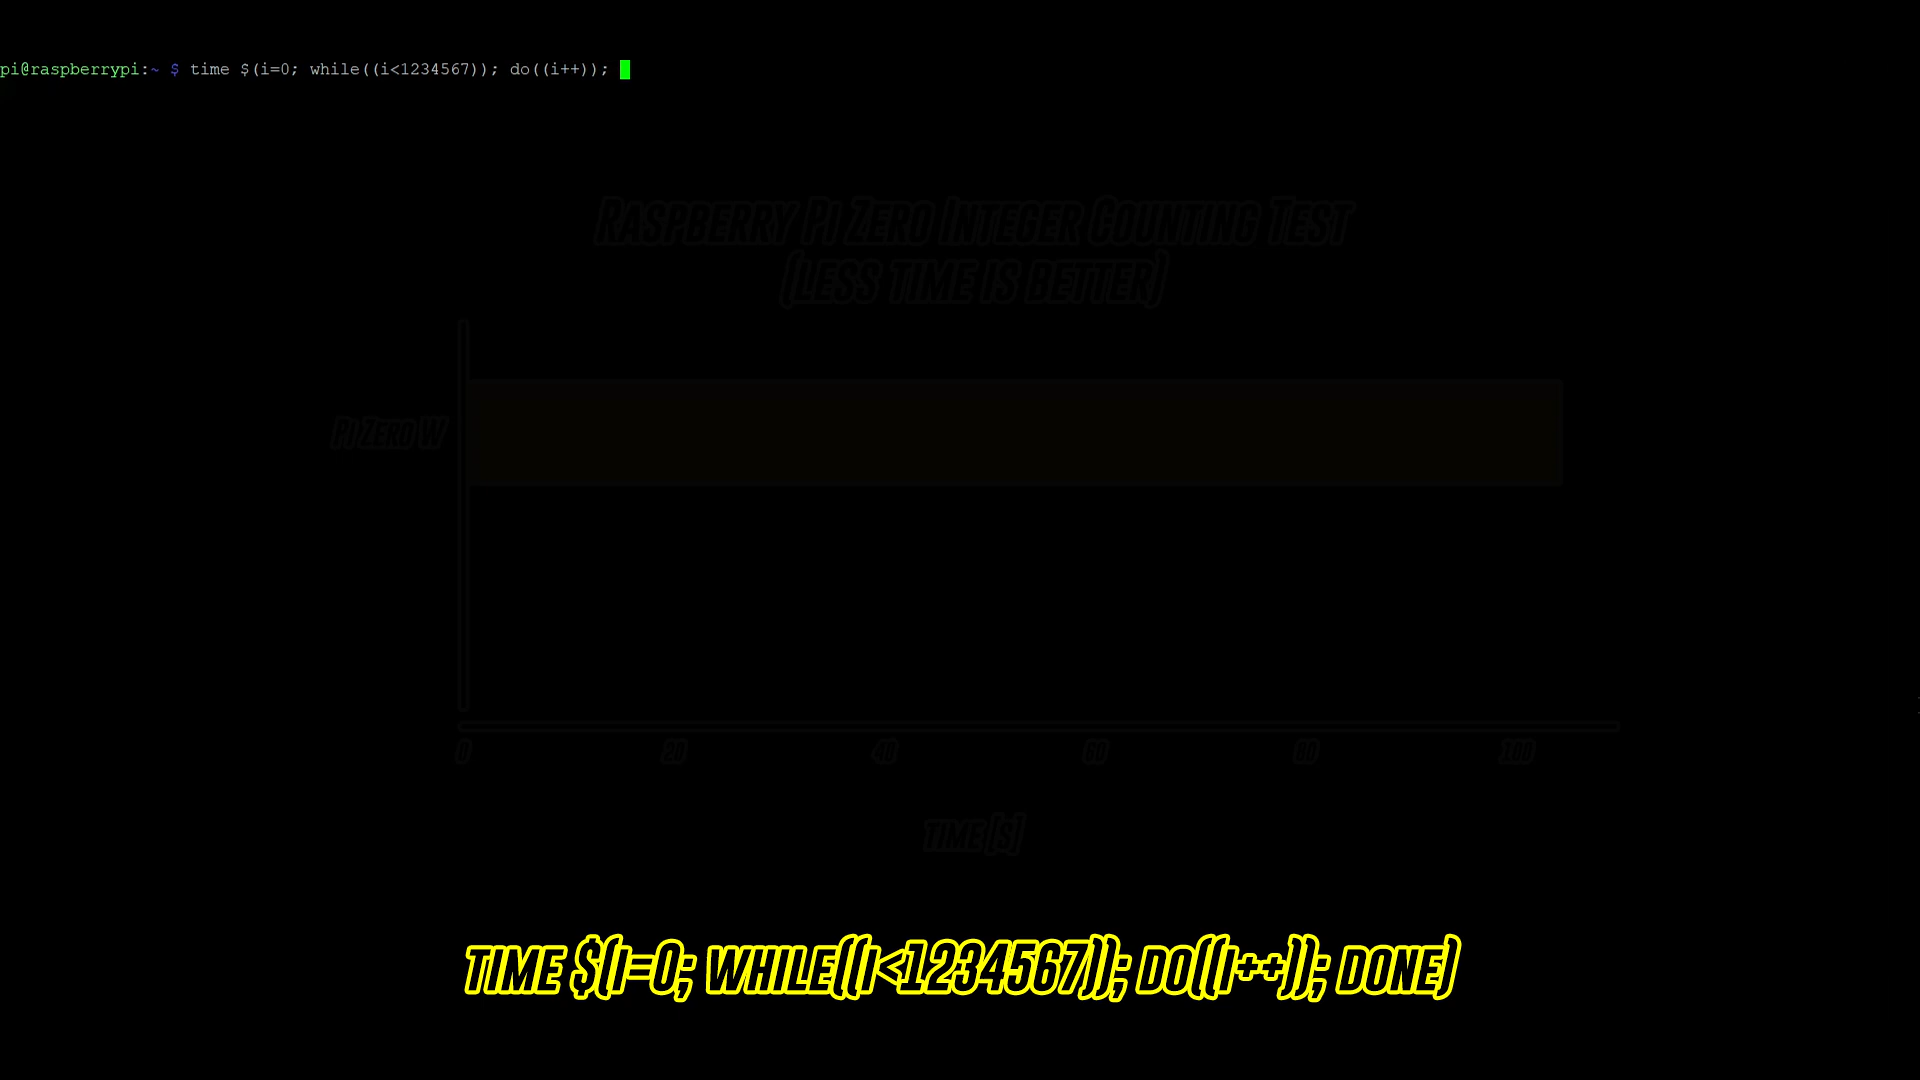 pi@raspberrypi:~ $ time $(i=0; while((i<1234567)); do((i++));
RASPBERRY PI ZERO INTEGER COUNTING TEST
(LESS TIME IS BETTER)
PI ZERO W
0 20 40 60 80 100
TIME [S]
TIME $(I=0; WHILE((I<1234567)); DO((I++)); DONE)